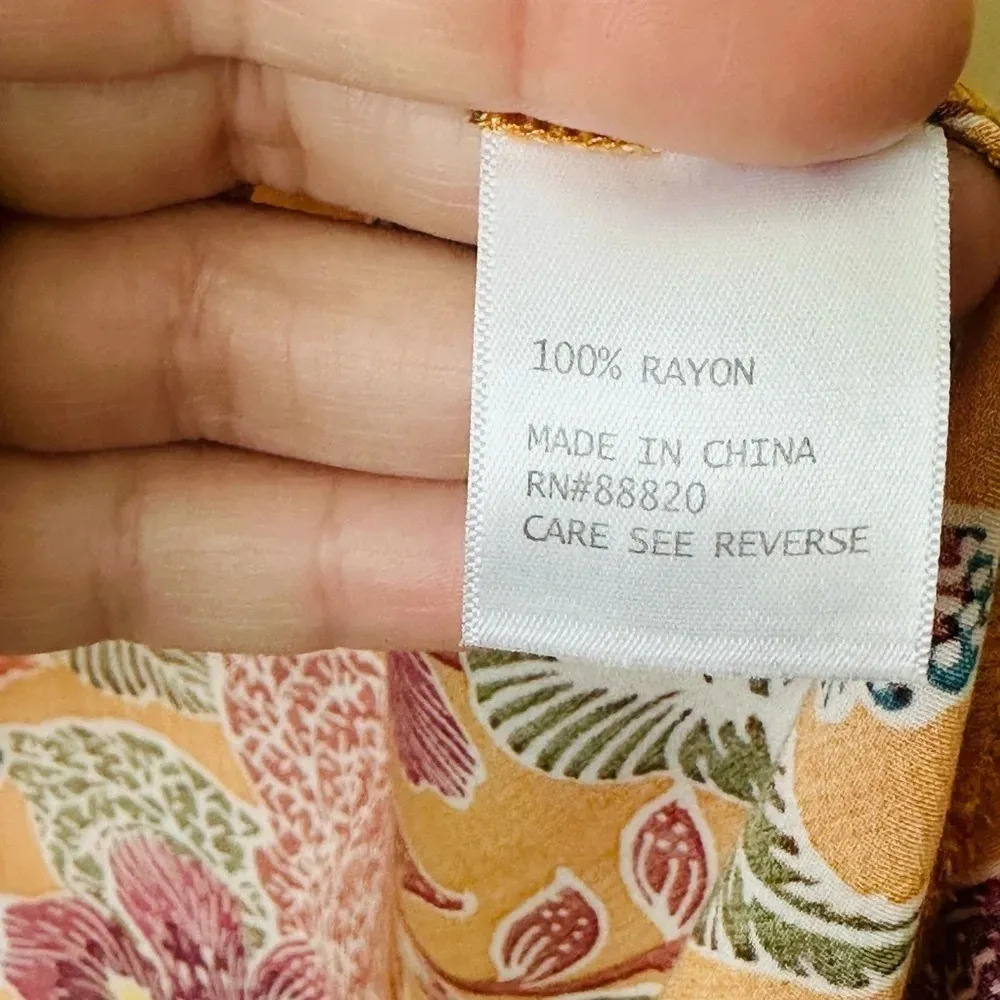 100% RAYON
MADE IN CHINA
RN#88820
CARE SEE REVERSE